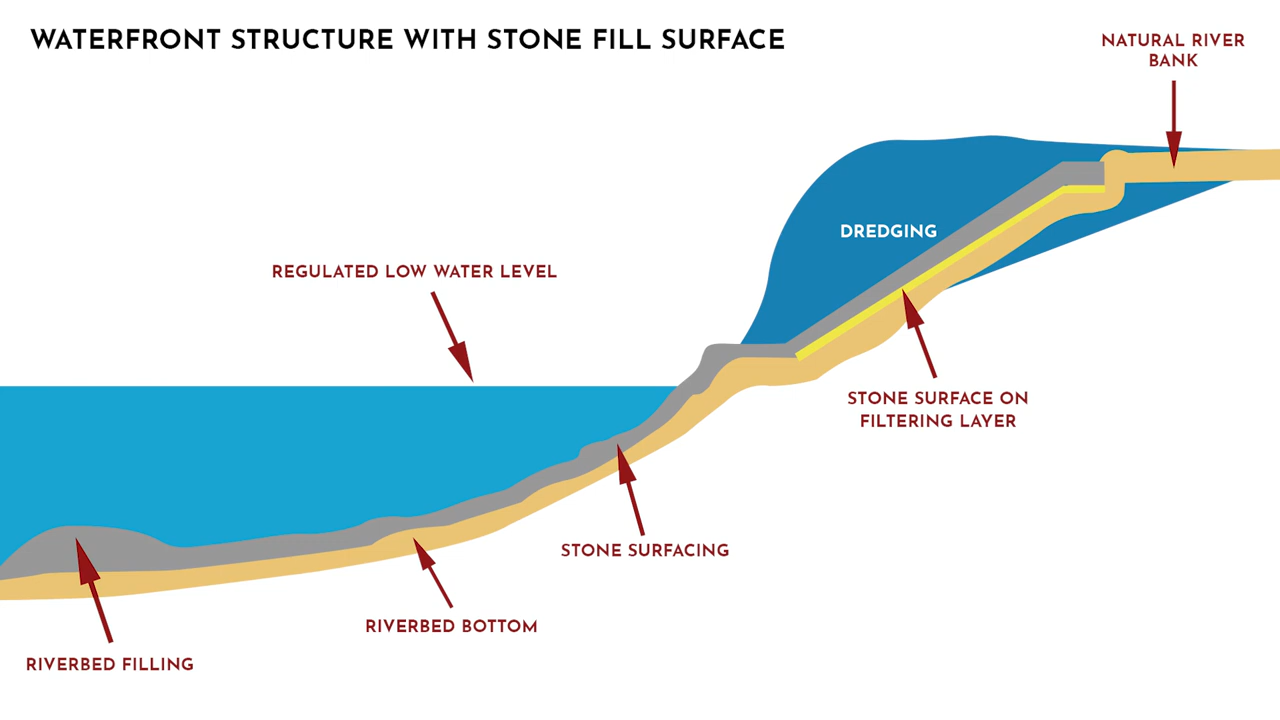 WATERFRONT STRUCTURE WITH STONE FILL SURFACE
NATURAL RIVER
BANK
DREDGING
REGULATED LOW WATER LEVEL
STONE SURFACE ON
FILTERING LAYER
STONE SURFACING
RIVERBED BOTTOM
RIVERBED FILLING